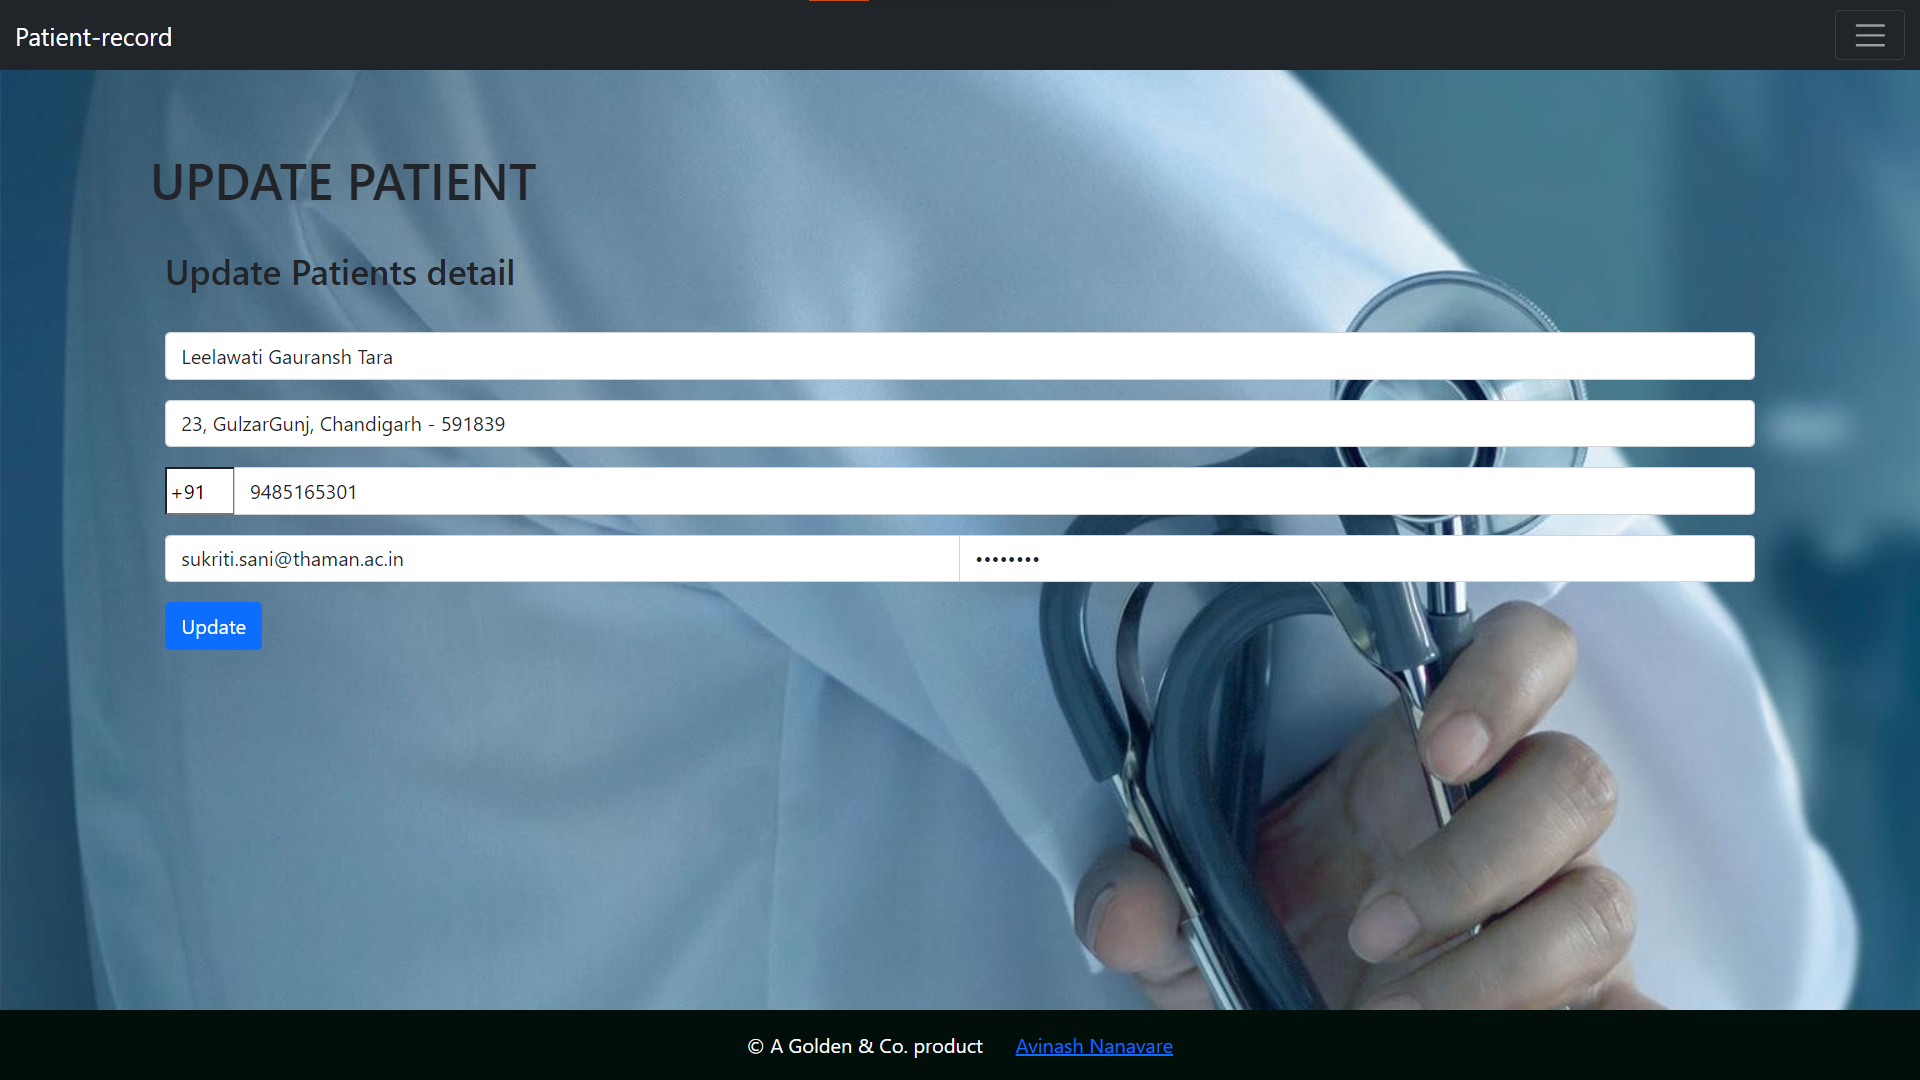 Patient-record
UPDATE PATIENT
Update Patients detail
Leelawati Gauransh Tara
23, GulzarGunj, Chandigarh - 591839
+91 9485165301
sukriti.sani@thaman.ac.in ••••••••
Update
© A Golden & Co. product Avinash Nanavare